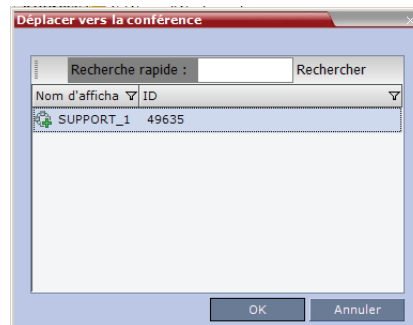 Déplacer vers la conférence
Recherche rapide : Rechercher
Nom d'afficha ID
SUPPORT_1 49635
OK Annuler